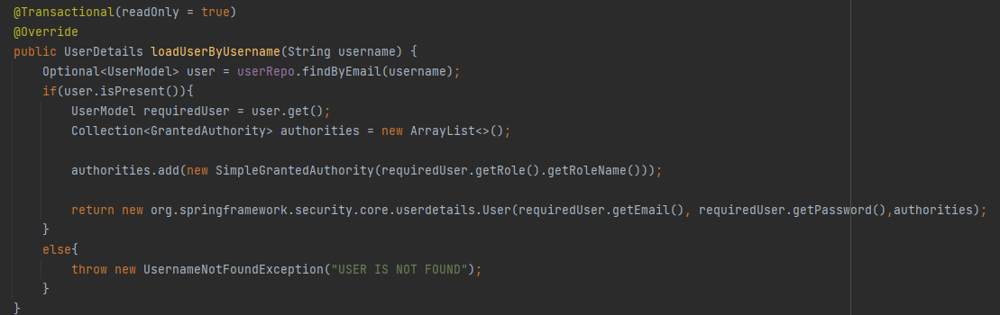 @Transactional(readOnly = true)
@Override
public UserDetails loadUserByUsername(String username) {
    Optional<UserModel> user = userRepo.findByEmail(username);
    if(user.isPresent()){
        UserModel requiredUser = user.get();
        Collection<GrantedAuthority> authorities = new ArrayList<>();
        authorities.add(new SimpleGrantedAuthority(requiredUser.getRole().getRoleName()));
        return new org.springframework.security.core.userdetails.User(requiredUser.getEmail(), requiredUser.getPassword(),authorities);
    }
    else{
        throw new UsernameNotFoundException("USER IS NOT FOUND");
    }
}